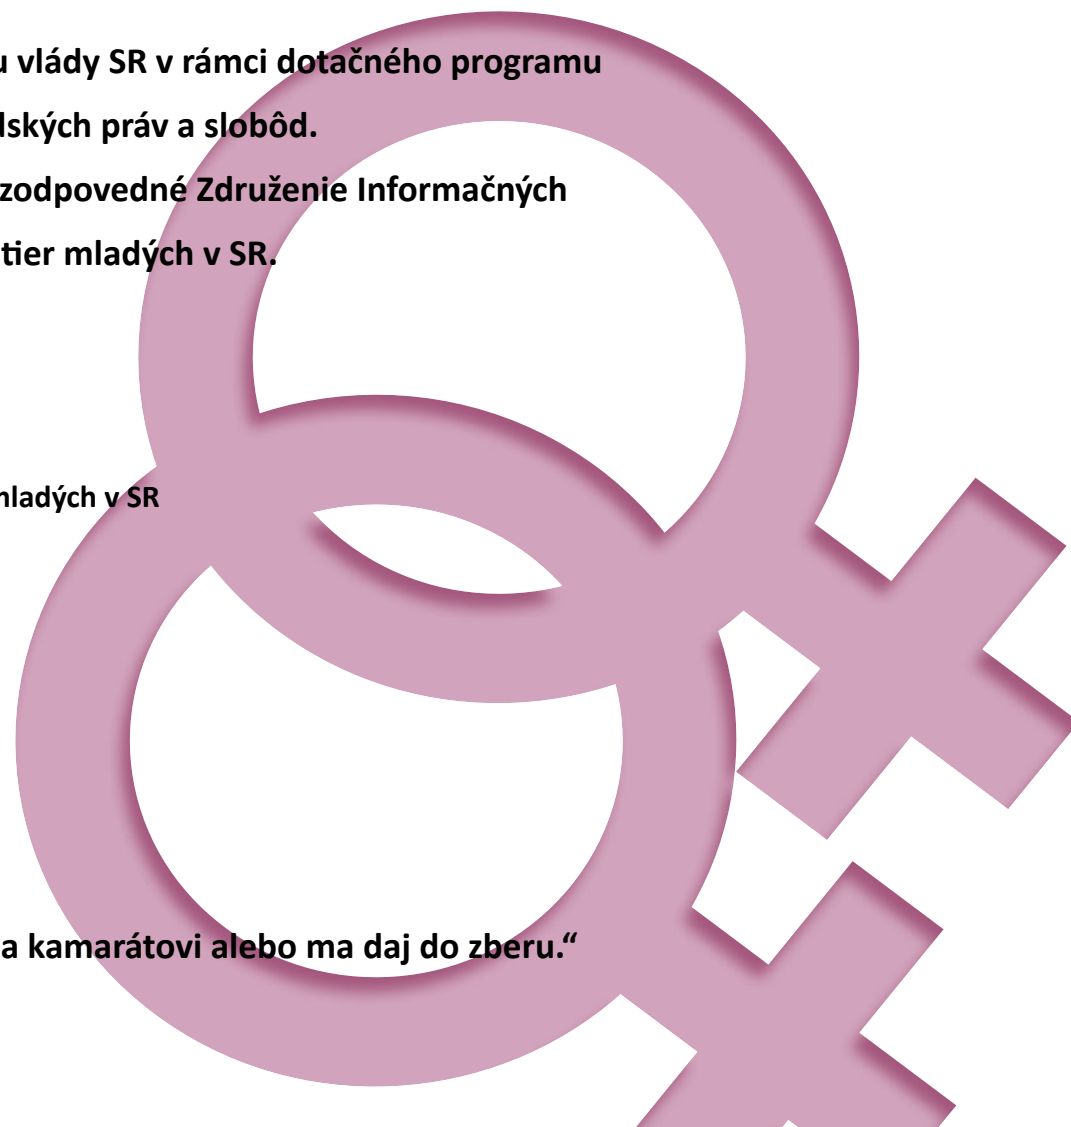 u vlády SR v rámci dotačného programu
dských práv a slobôd.
zodpovedné Združenie Informačných
tier mladých v SR.
mladých v SR
a kamarátovi alebo ma daj do zberu.“